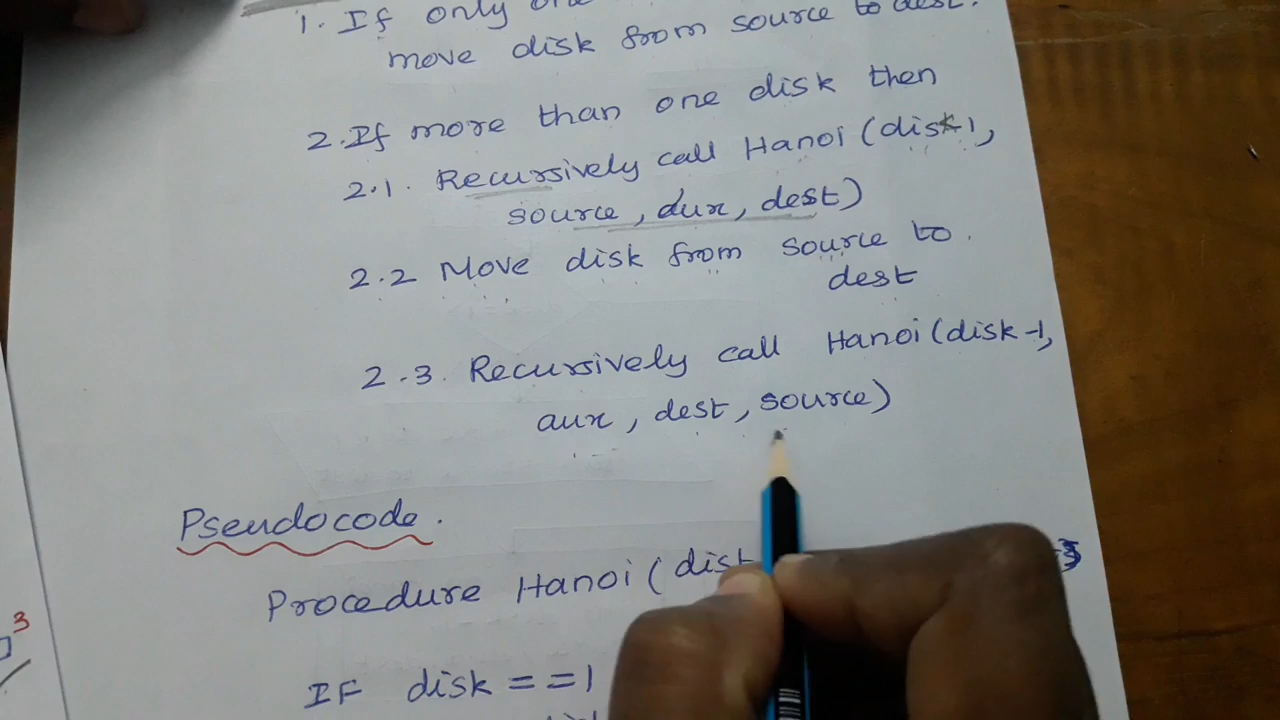 1. If only one
move disk from source to dest.
2. If more than one disk then
2.1. Recursively call Hanoi (disk-1,
source, aux, dest)
2.2 Move disk from source to
dest
2.3. Recursively call Hanoi (disk-1,
aux, dest, source)
Pseudocode.
Procedure Hanoi (
IF disk == 1
3